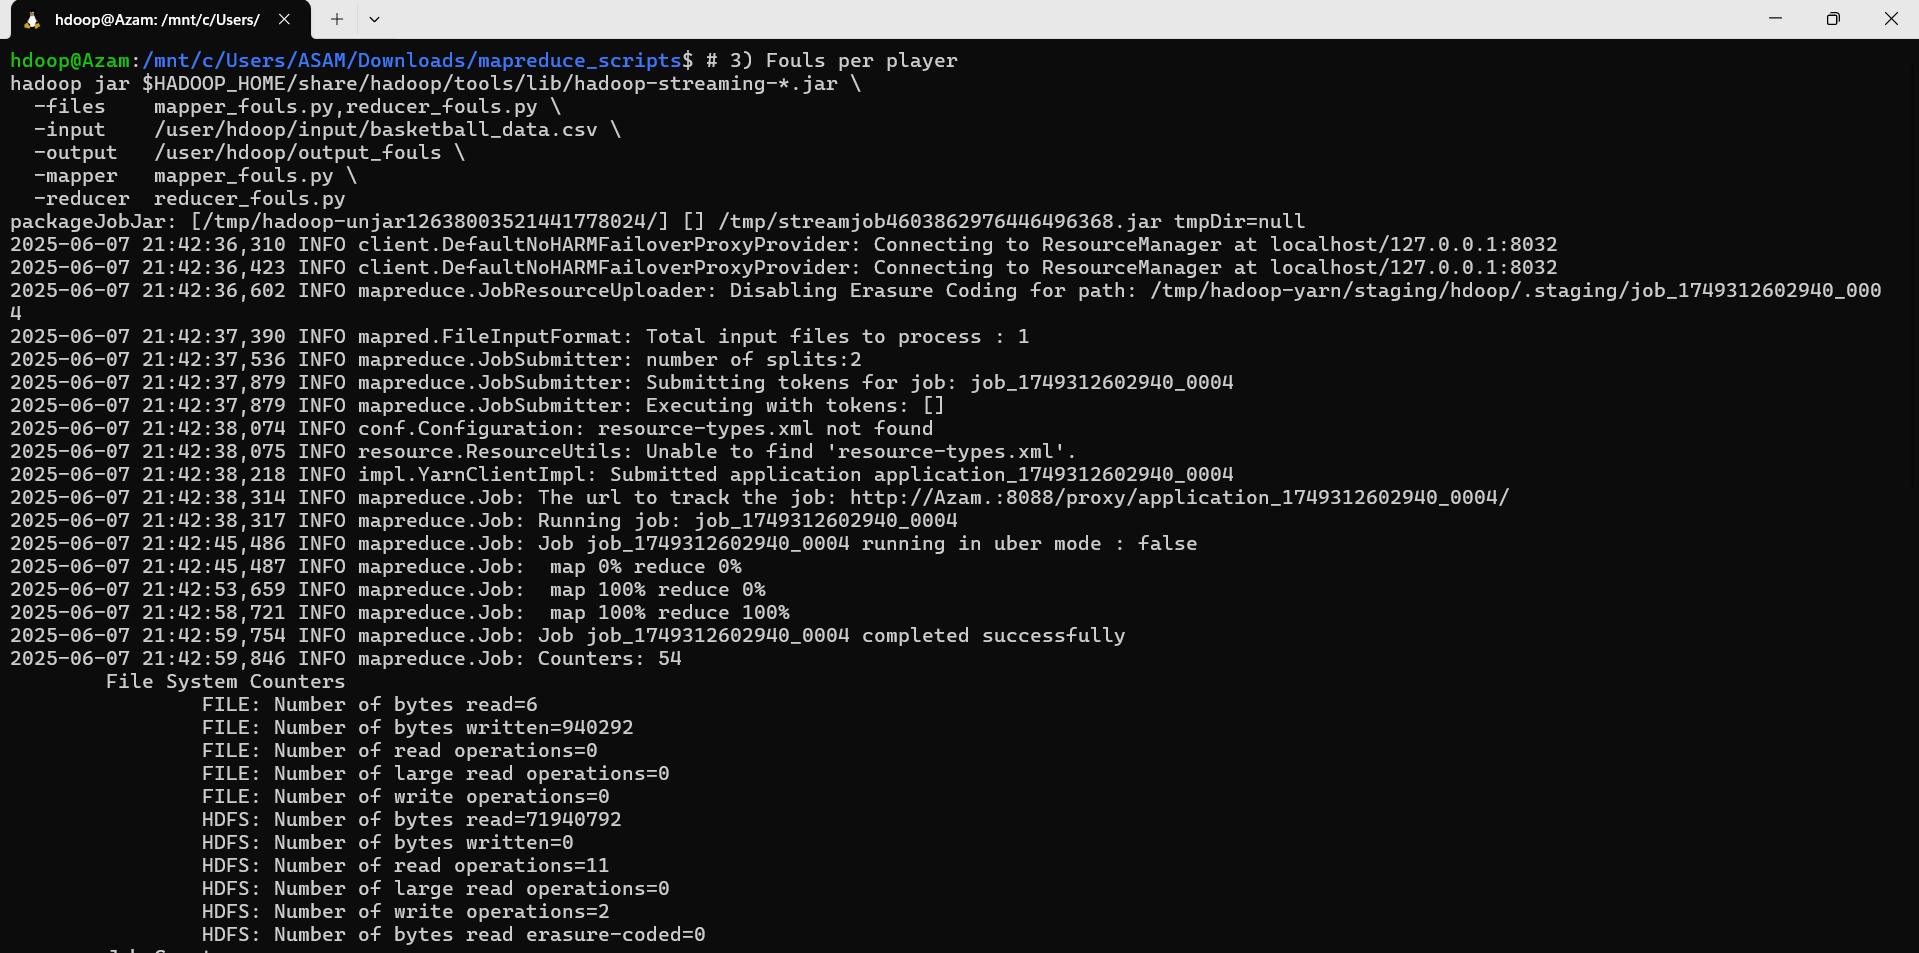 hdoop@Azam: /mnt/c/Users/
hdoop@Azam:/mnt/c/Users/ASAM/Downloads/mapreduce_scripts$ # 3) Fouls per player
hadoop jar $HADOOP_HOME/share/hadoop/tools/lib/hadoop-streaming-*.jar \
  -files    mapper_fouls.py,reducer_fouls.py \
  -input    /user/hdoop/input/basketball_data.csv \
  -output   /user/hdoop/output_fouls \
  -mapper   mapper_fouls.py \
  -reducer  reducer_fouls.py
packageJobJar: [/tmp/hadoop-unjar12638003521441778024/] [] /tmp/streamjob4603862976446496368.jar tmpDir=null
2025-06-07 21:42:36,310 INFO client.DefaultNoHARMFailoverProxyProvider: Connecting to ResourceManager at localhost/127.0.0.1:8032
2025-06-07 21:42:36,423 INFO client.DefaultNoHARMFailoverProxyProvider: Connecting to ResourceManager at localhost/127.0.0.1:8032
2025-06-07 21:42:36,602 INFO mapreduce.JobResourceUploader: Disabling Erasure Coding for path: /tmp/hadoop-yarn/staging/hdoop/.staging/job_1749312602940_000
4
2025-06-07 21:42:37,390 INFO mapred.FileInputFormat: Total input files to process : 1
2025-06-07 21:42:37,536 INFO mapreduce.JobSubmitter: number of splits:2
2025-06-07 21:42:37,879 INFO mapreduce.JobSubmitter: Submitting tokens for job: job_1749312602940_0004
2025-06-07 21:42:37,879 INFO mapreduce.JobSubmitter: Executing with tokens: []
2025-06-07 21:42:38,074 INFO conf.Configuration: resource-types.xml not found
2025-06-07 21:42:38,075 INFO resource.ResourceUtils: Unable to find 'resource-types.xml'.
2025-06-07 21:42:38,218 INFO impl.YarnClientImpl: Submitted application application_1749312602940_0004
2025-06-07 21:42:38,314 INFO mapreduce.Job: The url to track the job: http://Azam.:8088/proxy/application_1749312602940_0004/
2025-06-07 21:42:38,317 INFO mapreduce.Job: Running job: job_1749312602940_0004
2025-06-07 21:42:45,486 INFO mapreduce.Job: Job job_1749312602940_0004 running in uber mode : false
2025-06-07 21:42:45,487 INFO mapreduce.Job:  map 0% reduce 0%
2025-06-07 21:42:53,659 INFO mapreduce.Job:  map 100% reduce 0%
2025-06-07 21:42:58,721 INFO mapreduce.Job:  map 100% reduce 100%
2025-06-07 21:42:59,754 INFO mapreduce.Job: Job job_1749312602940_0004 completed successfully
2025-06-07 21:42:59,846 INFO mapreduce.Job: Counters: 54
        File System Counters
                FILE: Number of bytes read=6
                FILE: Number of bytes written=940292
                FILE: Number of read operations=0
                FILE: Number of large read operations=0
                FILE: Number of write operations=0
                HDFS: Number of bytes read=71940792
                HDFS: Number of bytes written=0
                HDFS: Number of read operations=11
                HDFS: Number of large read operations=0
                HDFS: Number of write operations=2
                HDFS: Number of bytes read erasure-coded=0